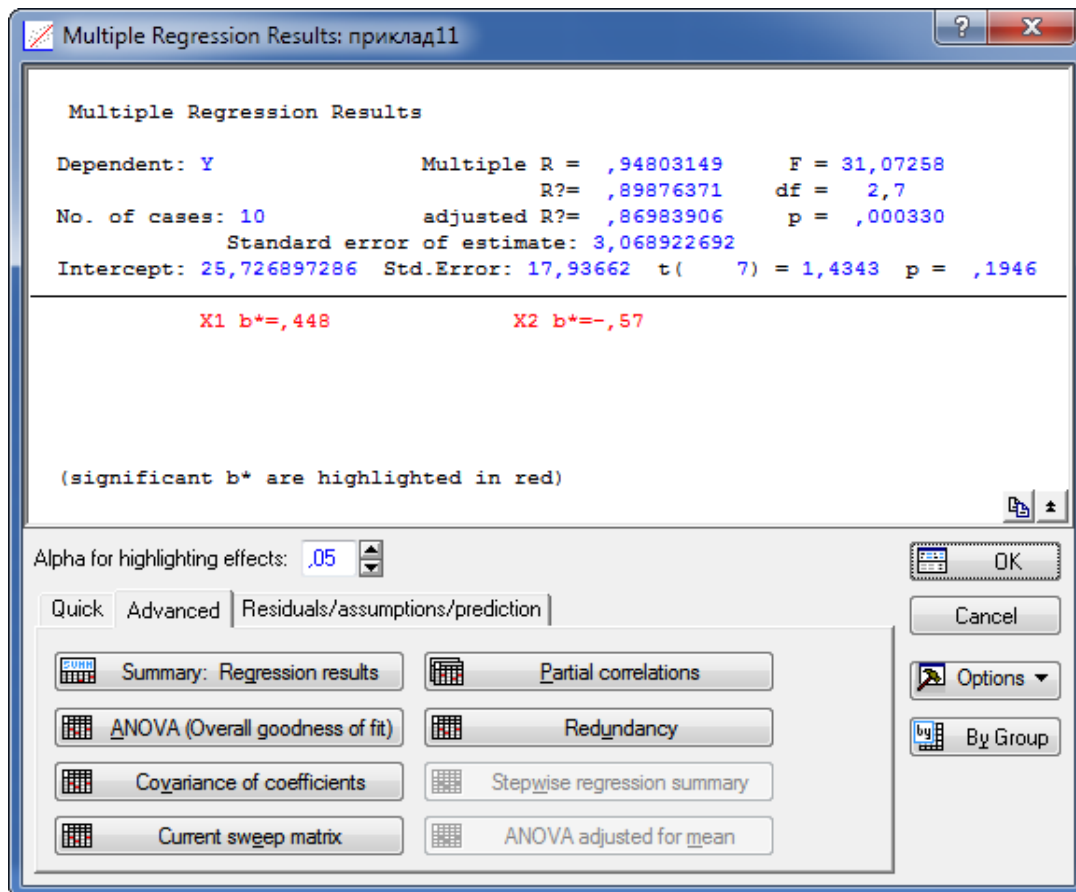 Multiple Regression Results: приклад11
Multiple Regression Results
Dependent: Y Multiple R = ,94803149 F = 31,07258
R?= ,89876371 df = 2,7
No. of cases: 10 adjusted R?= ,86983906 p = ,000330
Standard error of estimate: 3,068922692
Intercept: 25,726897286 Std.Error: 17,93662 t( 7) = 1,4343 p = ,1946
X1 b*=,448 X2 b*=-,57
(significant b* are highlighted in red)
Alpha for highlighting effects: ,05
OK
Quick Advanced Residuals/assumptions/prediction
Cancel
Summary: Regression results Partial correlations
Options
ANOVA (Overall goodness of fit) Redundancy
By Group
Covariance of coefficients Stepwise regression summary
Current sweep matrix ANOVA adjusted for mean